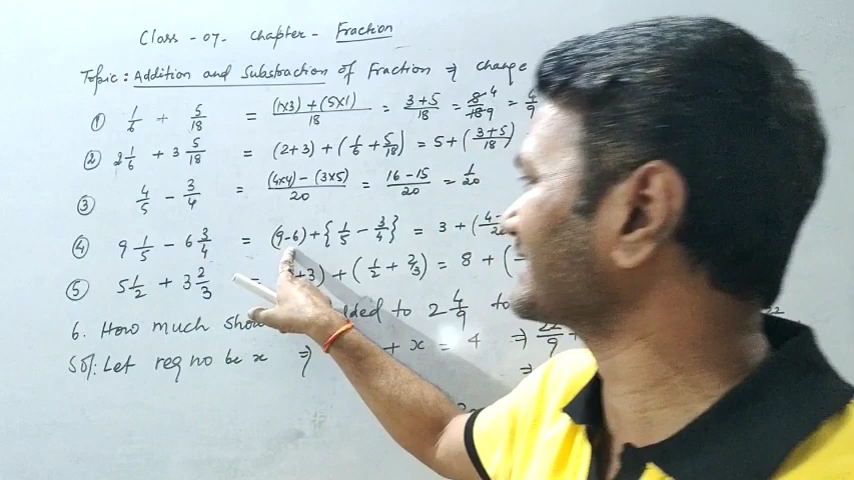 Class - 07. Chapter - Fraction
Topic: Addition and Substraction of Fraction ⇒ change
① 1/6 + 5/18 = (1×3) + (5×1)/18 = 3+5/18 = 8/18 4/9 = 4/9
② 2 1/6 + 3 5/18 = (2+3) + (1/6 + 5/18) = 5 + (3+5/18)
③ 4/5 - 3/4 = (4×4) - (3×5)/20 = 16-15/20 = 1/20
④ 9 1/5 - 6 3/4 = (9-6) + {1/5 - 3/4} = 3 + (4-
⑤ 5 1/2 + 3 2/3 = +3) + (1/2 + 2/3) = 8 + (
6. How much to 2 4/9 to
Sol: Let req no be x ⇒ + x = 4 ⇒ 22/9 +
⇒